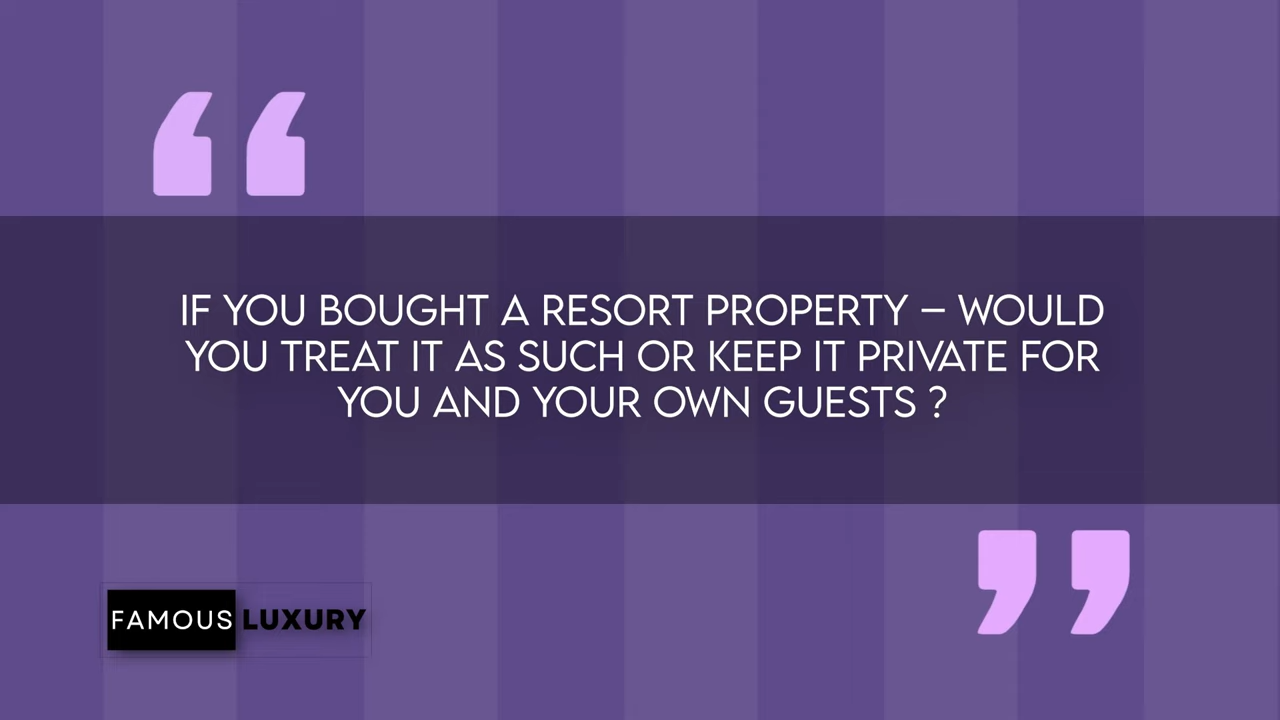 “
IF YOU BOUGHT A RESORT PROPERTY – WOULD
YOU TREAT IT AS SUCH OR KEEP IT PRIVATE FOR
YOU AND YOUR OWN GUESTS ?
”
FAMOUS LUXURY